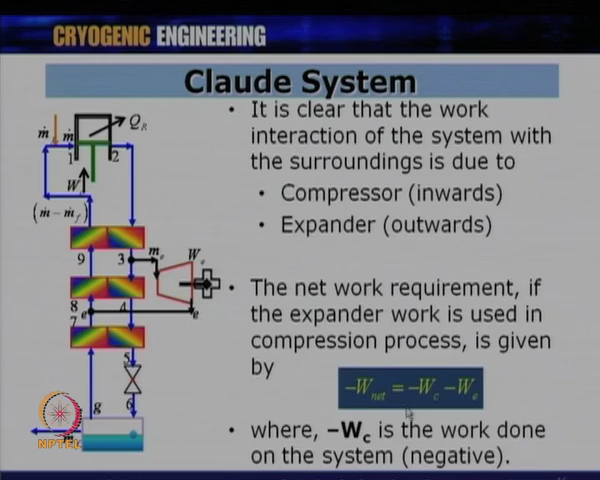 CRYOGENIC ENGINEERING
Claude System
• It is clear that the work
interaction of the system with
the surroundings is due to
• Compressor (inwards)
• Expander (outwards)
• The net work requirement, if
the expander work is used in
compression process, is given
by
−W_net = −W_c − W_e
• where, −W_c is the work done
on the system (negative).
Q_R
ṁ ṁ
1 2
W
(ṁ − ṁ_f)
3 m_e W_e
9
8 4
7 e e
5
g 6
NPTEL